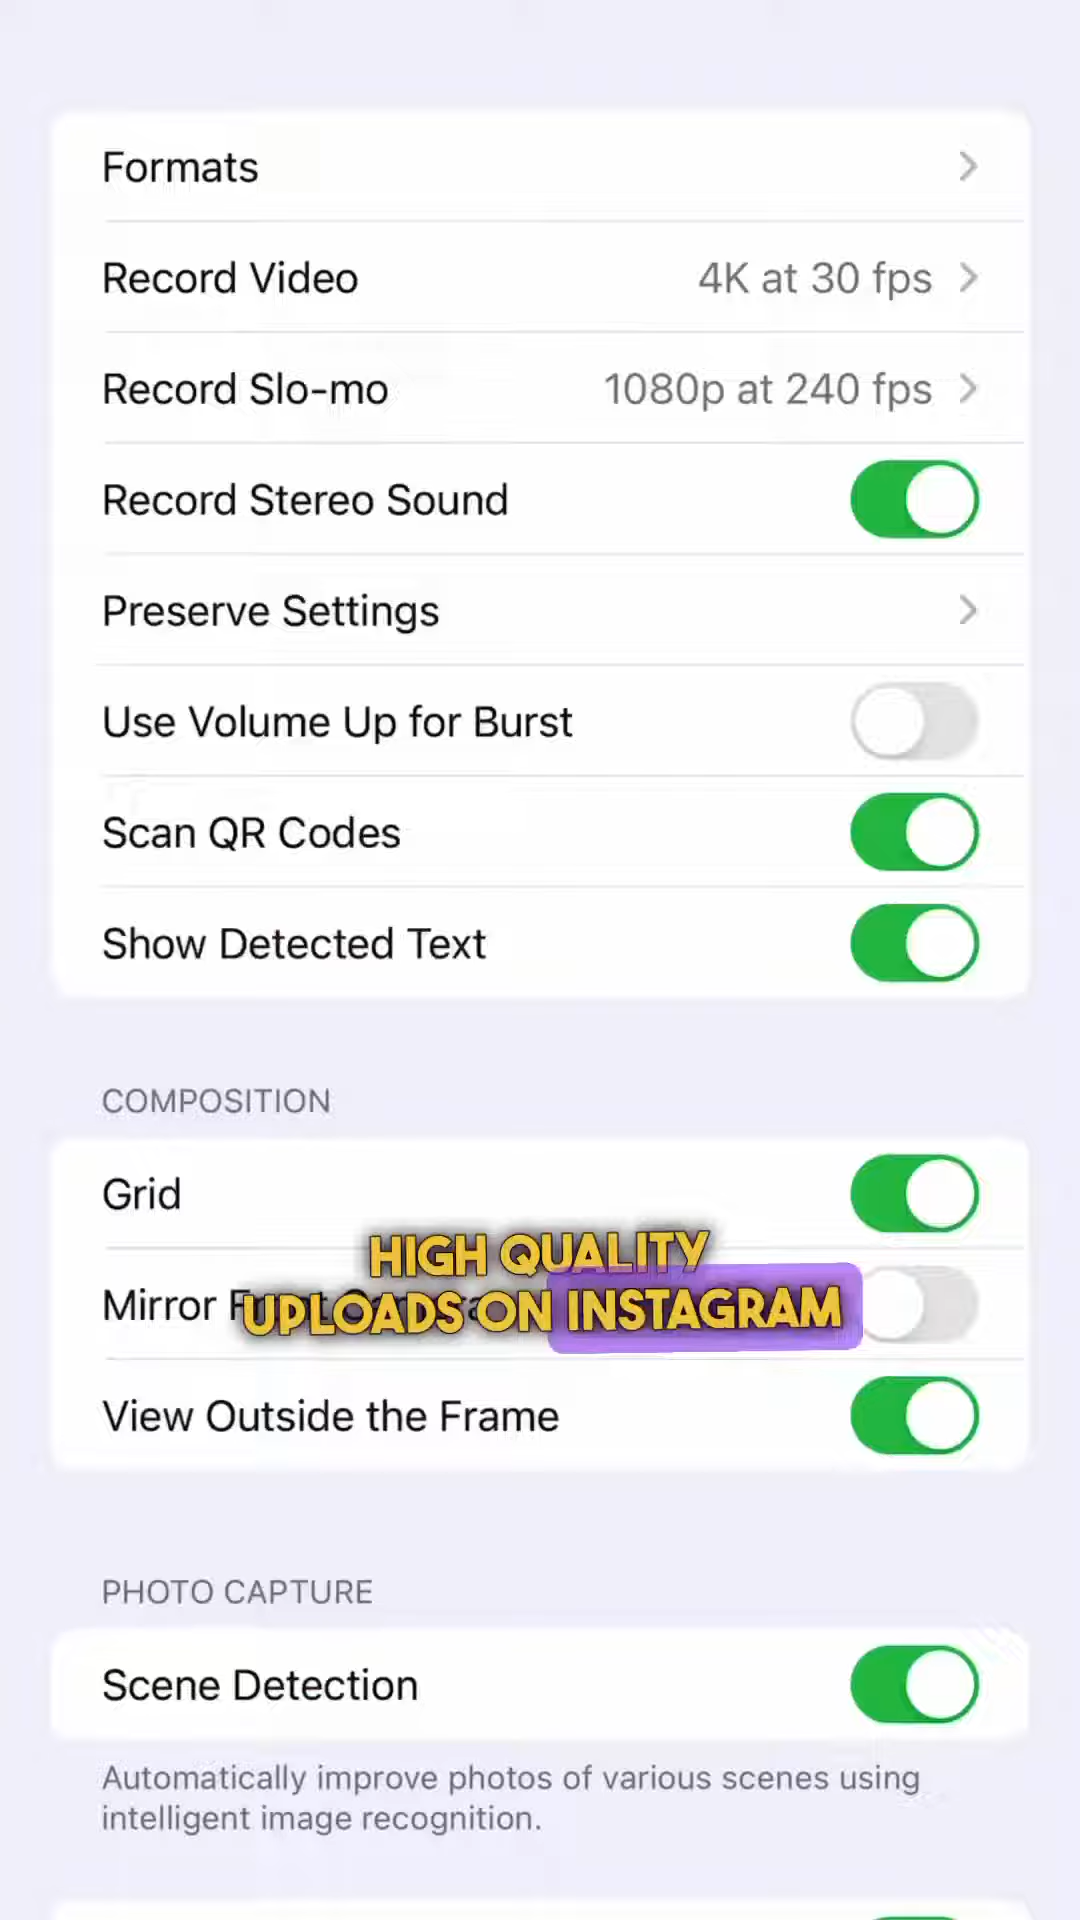 Formats
Record Video 4K at 30 fps
Record Slo-mo 1080p at 240 fps
Record Stereo Sound
Preserve Settings
Use Volume Up for Burst
Scan QR Codes
Show Detected Text
COMPOSITION
Grid
HIGH QUALITY
Mirror
UPLOADS ON INSTAGRAM
View Outside the Frame
PHOTO CAPTURE
Scene Detection
Automatically improve photos of various scenes using
intelligent image recognition.